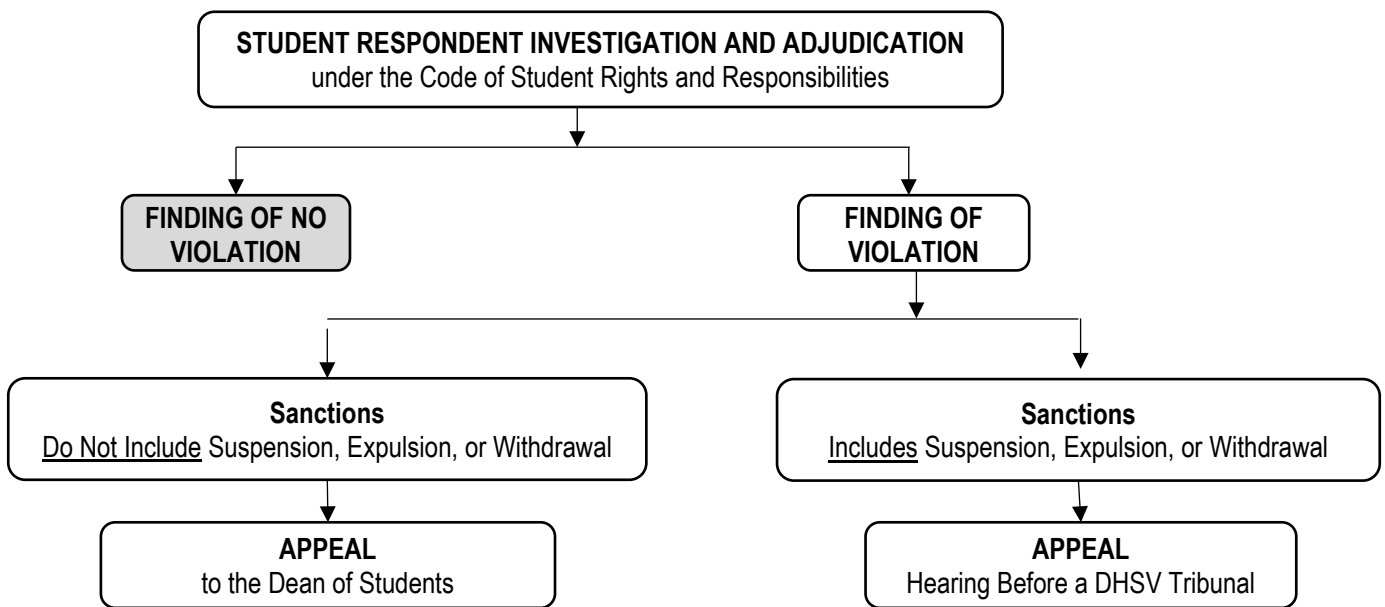 STUDENT RESPONDENT INVESTIGATION AND ADJUDICATION
under the Code of Student Rights and Responsibilities
FINDING OF NO
VIOLATION
FINDING OF
VIOLATION
Sanctions
Do Not Include Suspension, Expulsion, or Withdrawal
Sanctions
Includes Suspension, Expulsion, or Withdrawal
APPEAL
to the Dean of Students
APPEAL
Hearing Before a DHSV Tribunal